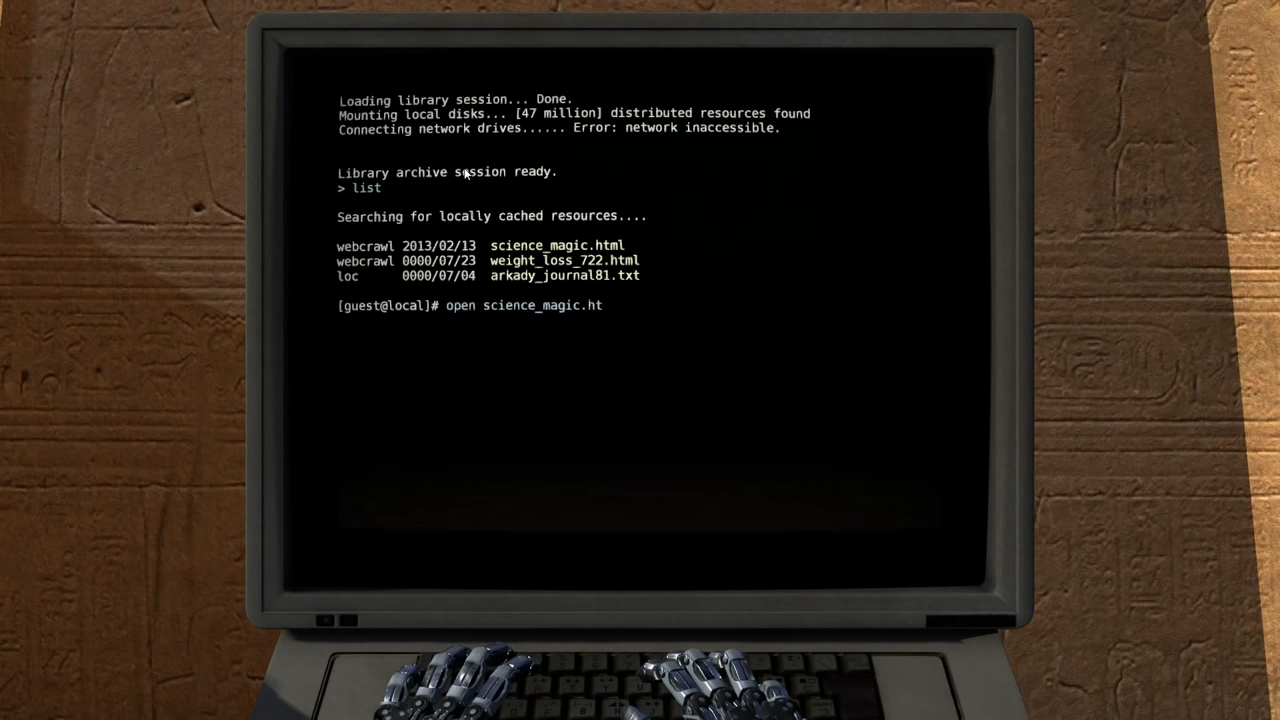 Loading library session... Done.
Mounting local disks... [47 million] distributed resources found
Connecting network drives...... Error: network inaccessible.
Library archive session ready.
> list
Searching for locally cached resources....
webcrawl 2013/02/13 science_magic.html
webcrawl 0000/07/23 weight_loss_722.html
loc 0000/07/04 arkady_journal81.txt
[guest@local]# open science_magic.ht